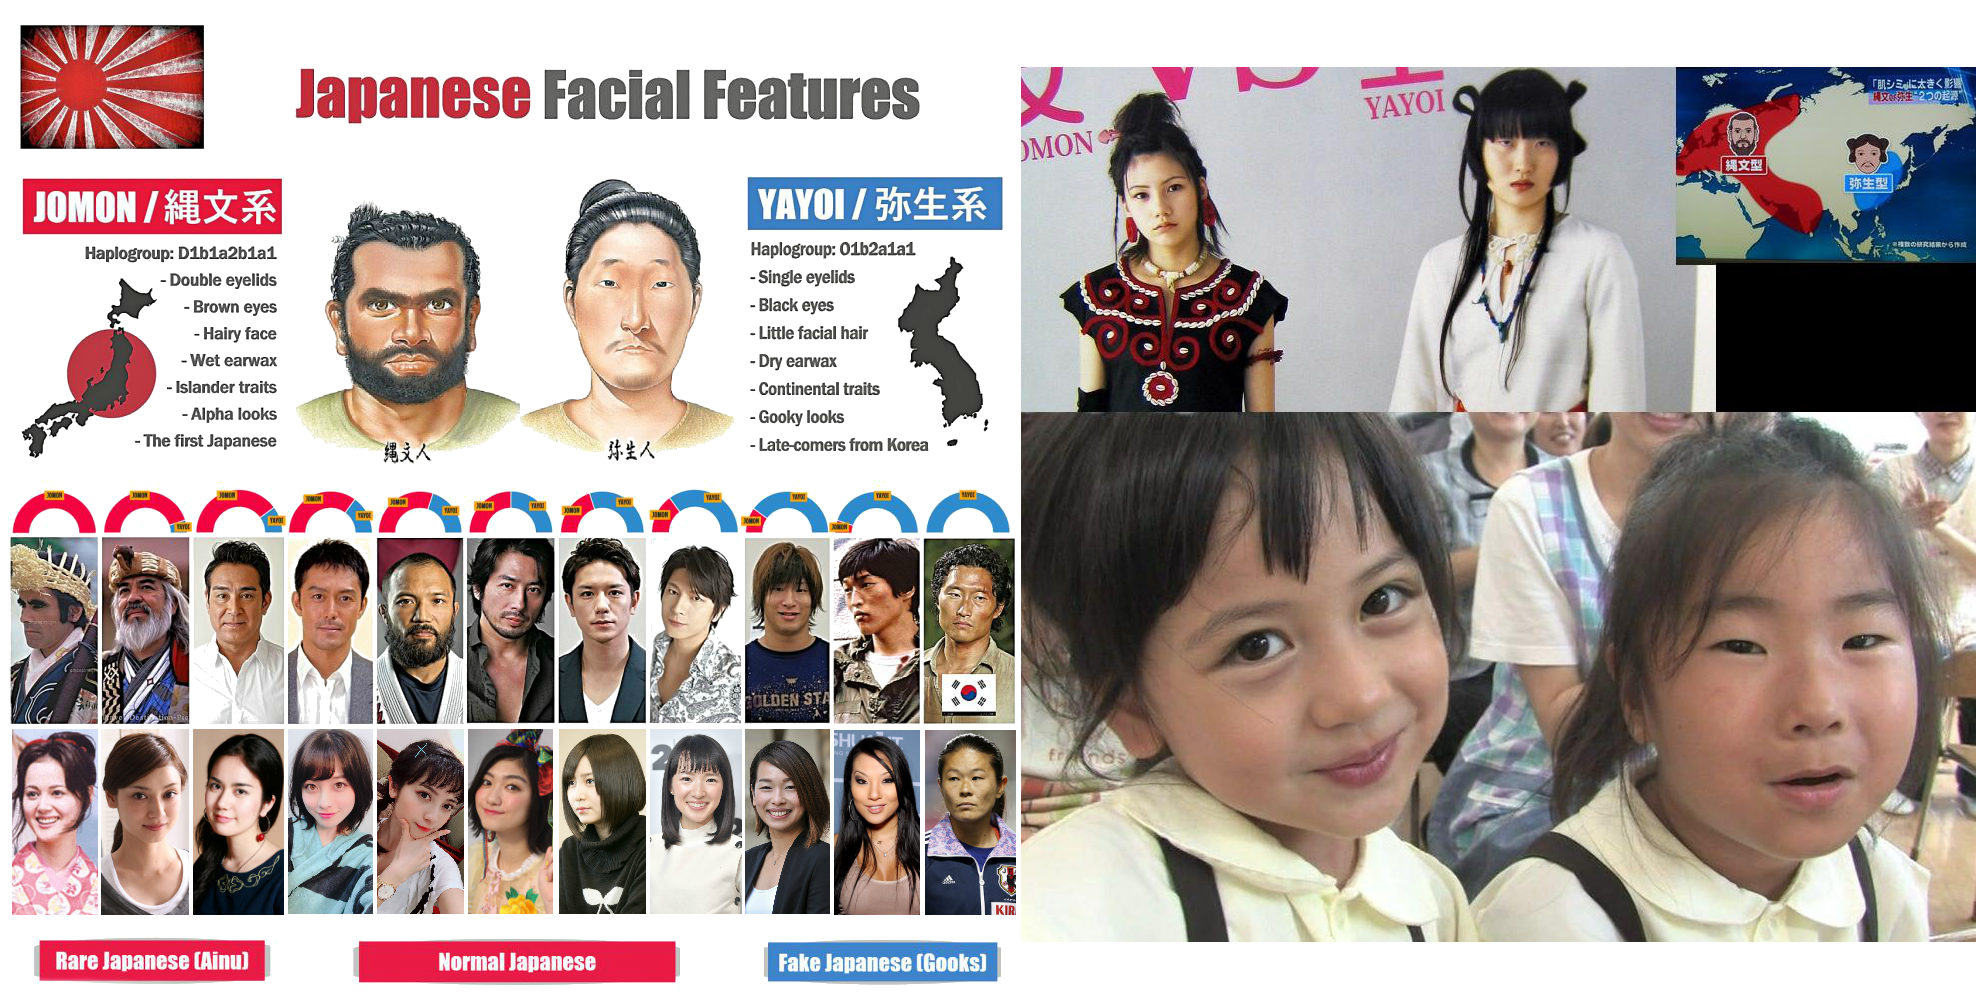 Japanese Facial Features
JOMON / 縄文系
Haplogroup: D1b1a2b1a1
- Double eyelids
- Brown eyes
- Hairy face
- Wet earwax
- Islander traits
- Alpha looks
- The first Japanese
縄文人
弥生人
YAYOI / 弥生系
Haplogroup: O1b2a1a1
- Single eyelids
- Black eyes
- Little facial hair
- Dry earwax
- Continental traits
- Gooky looks
- Late-comers from Korea
JOMON
JOMON YAYOI
JOMON YAYOI
JOMON YAYOI
JOMON YAYOI
JOMON YAYOI
JOMON YAYOI
JOMON YAYOI
JOMON YAYOI
JOMON YAYOI
YAYOI
GOLDEN STA
adidas
KIR
Rare Japanese (Ainu)
Normal Japanese
Fake Japanese (Gooks)
VS
OMON
YAYOI
「肌シミ」に大きく影響
縄文or弥生“2つの起源”
縄文型
弥生型
※複数の研究結果から作成
friends